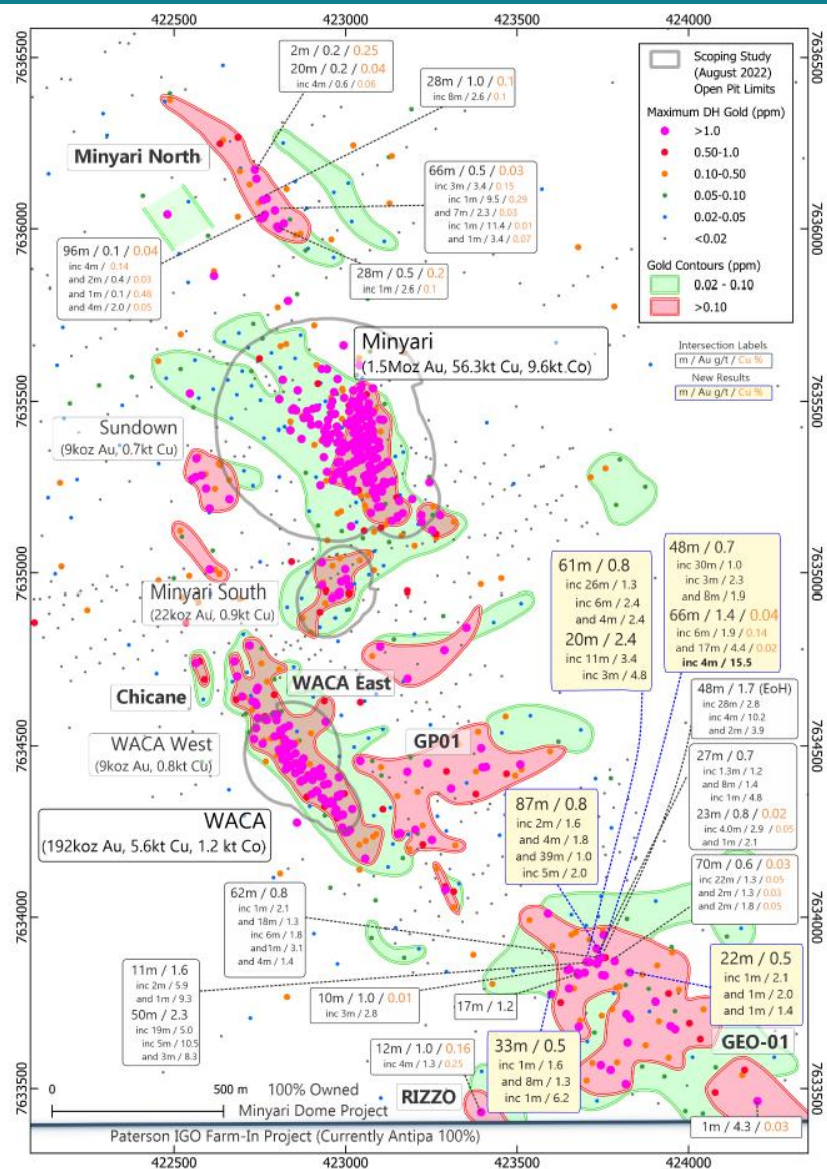 422500 423000 423500 424000
7636500
7636000
7635500
7635000
7634500
7634000
7633500
7636500
7636000
7635500
7635000
7634500
7634000
7633500
Scoping Study
(August 2022)
Open Pit Limits
Maximum DH Gold (ppm)
>1.0
0.50-1.0
0.10-0.50
0.05-0.10
0.02-0.05
<0.02
Gold Contours (ppm)
0.02 - 0.10
>0.10
Intersection Labels
m / Au g/t / Cu %
New Results
m / Au g/t / Cu %
2m / 0.2 / 0.25
20m / 0.2 / 0.04
inc 4m / 0.6 / 0.06
28m / 1.0 / 0.1
inc 8m / 2.6 / 0.1
Minyari North
66m / 0.5 / 0.03
inc 3m / 3.4 / 0.15
inc 1m / 9.5 / 0.29
and 7m / 2.3 / 0.03
inc 1m / 11.4 / 0.01
and 1m / 3.4 / 0.07
96m / 0.1 / 0.04
inc 4m / 0.14
and 2m / 0.4 / 0.03
and 1m / 0.1 / 0.48
and 4m / 2.0 / 0.05
28m / 0.5 / 0.2
inc 1m / 2.6 / 0.1
Minyari
(1.5Moz Au, 56.3kt Cu, 9.6kt Co)
Sundown
(9koz Au, 0.7kt Cu)
Minyari South
(22koz Au, 0.9kt Cu)
61m / 0.8
inc 26m / 1.3
inc 6m / 2.4
and 4m / 2.4
20m / 2.4
inc 11m / 3.4
inc 3m / 4.8
48m / 0.7
inc 30m / 1.0
inc 3m / 2.3
and 8m / 1.9
66m / 1.4 / 0.04
inc 6m / 1.9 / 0.14
and 17m / 4.4 / 0.02
inc 4m / 15.5
WACA East
Chicane
48m / 1.7 (EoH)
inc 28m / 2.8
inc 4m / 10.2
and 2m / 3.9
WACA West
(9koz Au, 0.8kt Cu)
GP01
27m / 0.7
inc 1.3m / 1.2
and 8m / 1.4
inc 1m / 4.8
23m / 0.8 / 0.02
inc 4.0m / 2.9 / 0.05
and 1m / 2.1
WACA
(192koz Au, 5.6kt Cu, 1.2 kt Co)
87m / 0.8
inc 2m / 1.6
and 4m / 1.8
and 39m / 1.0
inc 5m / 2.0
70m / 0.6 / 0.03
inc 22m / 1.3 / 0.05
and 2m / 1.3 / 0.03
and 2m / 1.8 / 0.05
62m / 0.8
inc 1m / 2.1
and 18m / 1.3
inc 6m / 1.8
and1m / 3.1
and 4m / 1.4
11m / 1.6
inc 2m / 5.9
and 1m / 9.3
50m / 2.3
inc 19m / 5.0
inc 5m / 10.5
and 3m / 8.3
10m / 1.0 / 0.01
inc 3m / 2.8
17m / 1.2
22m / 0.5
inc 1m / 2.1
and 1m / 2.0
and 1m / 1.4
12m / 1.0 / 0.16
inc 4m / 1.3 / 0.25
33m / 0.5
inc 1m / 1.6
and 8m / 1.3
inc 1m / 6.2
GEO-01
RIZZO
1m / 4.3 / 0.03
0 500 m
100% Owned
Minyari Dome Project
Paterson IGO Farm-In Project (Currently Antipa 100%)
422500 423000 423500 424000